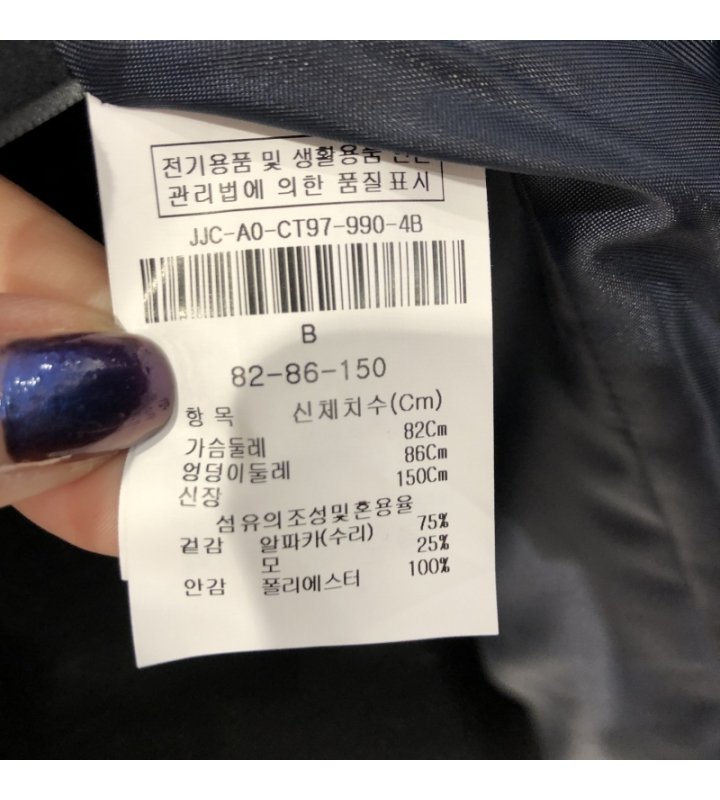 전기용품 및 생활용품
관리법에 의한 품질표시
JJC-A0-CT97-990-4B
B
82-86-150
항 목 신체치수(Cm)
가슴둘레 82Cm
엉덩이둘레 86Cm
신장 150Cm
섬유의조성및혼용율
겉감 알파카(수리) 75%
모 25%
안감 폴리에스터 100%